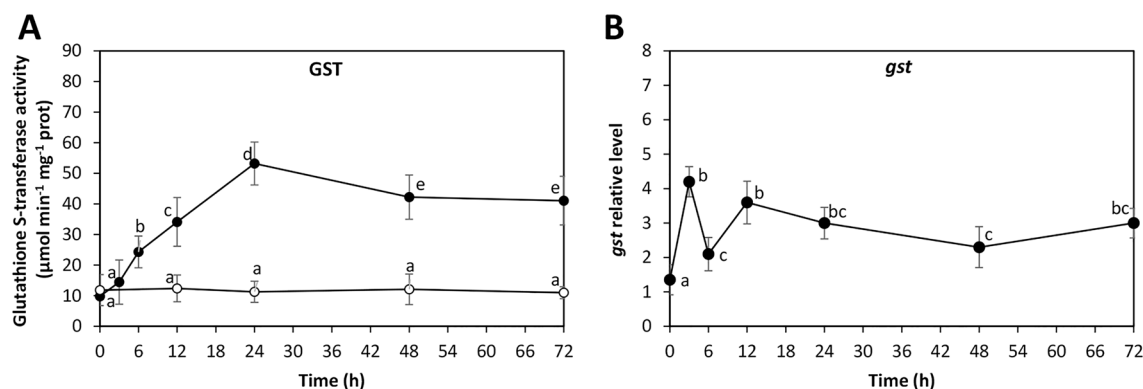 A
GST
Glutathione S-transferase activity
(μmol min-1 mg-1 prot)
90
80
70
60
50
40
30
20
10
0
a
a
b
c
d
e
e
a
a
a
a
0 6 12 18 24 30 36 42 48 54 60 66 72
Time (h)
B
gst
gst relative level
8
7
6
5
4
3
2
1
0
a
b
c
b
bc
c
bc
0 6 12 18 24 30 36 42 48 54 60 66 72
Time (h)